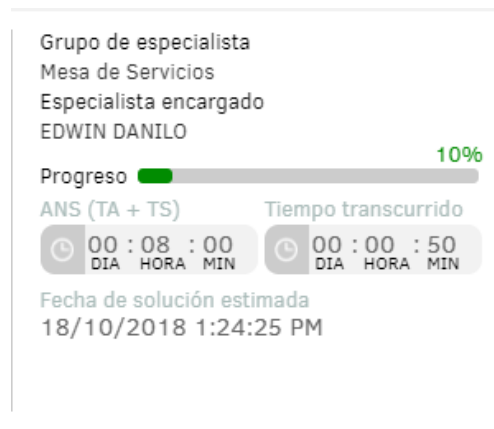 Grupo de especialista
Mesa de Servicios
Especialista encargado
EDWIN DANILO
10%
Progreso
ANS (TA + TS) Tiempo transcurrido
00 : 08 : 00 00 : 00 : 50
DIA HORA MIN DIA HORA MIN
Fecha de solución estimada
18/10/2018 1:24:25 PM